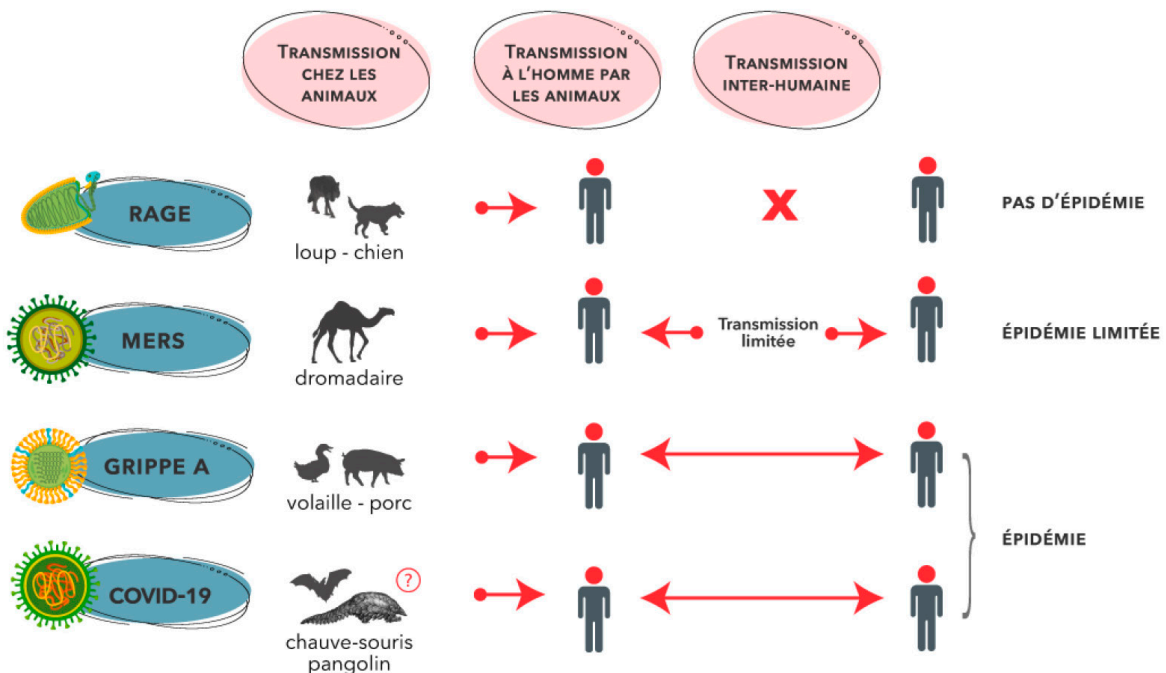 TRANSMISSION
CHEZ LES
ANIMAUX
TRANSMISSION
À L'HOMME PAR
LES ANIMAUX
TRANSMISSION
INTER-HUMAINE
RAGE
loup - chien
X
PAS D'ÉPIDÉMIE
MERS
dromadaire
Transmission
limitée
ÉPIDÉMIE LIMITÉE
GRIPPE A
volaille - porc
ÉPIDÉMIE
COVID-19
?
chauve-souris
pangolin